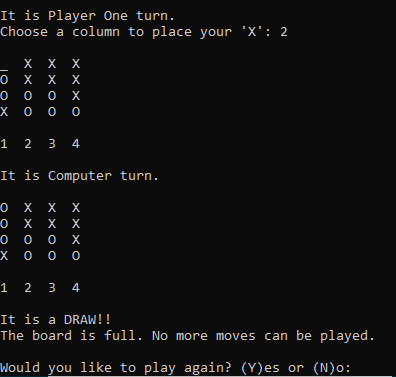 It is Player One turn.
Choose a column to place your 'X': 2
_ X X X
O X X X
O O O X
X O O O
1 2 3 4
It is Computer turn.
O X X X
O X X X
O O O X
X O O O
1 2 3 4
It is a DRAW!!
The board is full. No more moves can be played.
Would you like to play again? (Y)es or (N)o: